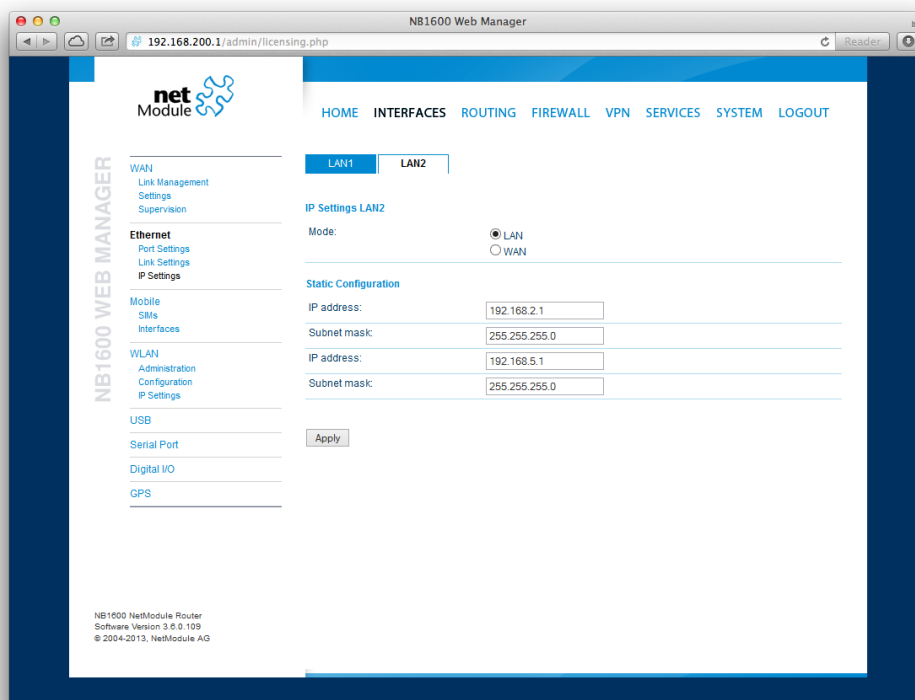 NB1600 Web Manager
192.168.200.1/admin/licensing.php
Reader
net
Module
HOME INTERFACES ROUTING FIREWALL VPN SERVICES SYSTEM LOGOUT
NB1600 WEB MANAGER
WAN
Link Management
Settings
Supervision
Ethernet
Port Settings
Link Settings
IP Settings
Mobile
SIMs
Interfaces
WLAN
Administration
Configuration
IP Settings
USB
Serial Port
Digital I/O
GPS
LAN1 LAN2
IP Settings LAN2
Mode: LAN
WAN
Static Configuration
IP address: 192.168.2.1
Subnet mask: 255.255.255.0
IP address: 192.168.5.1
Subnet mask: 255.255.255.0
Apply
NB1600 NetModule Router
Software Version 3.6.0.109
© 2004-2013, NetModule AG